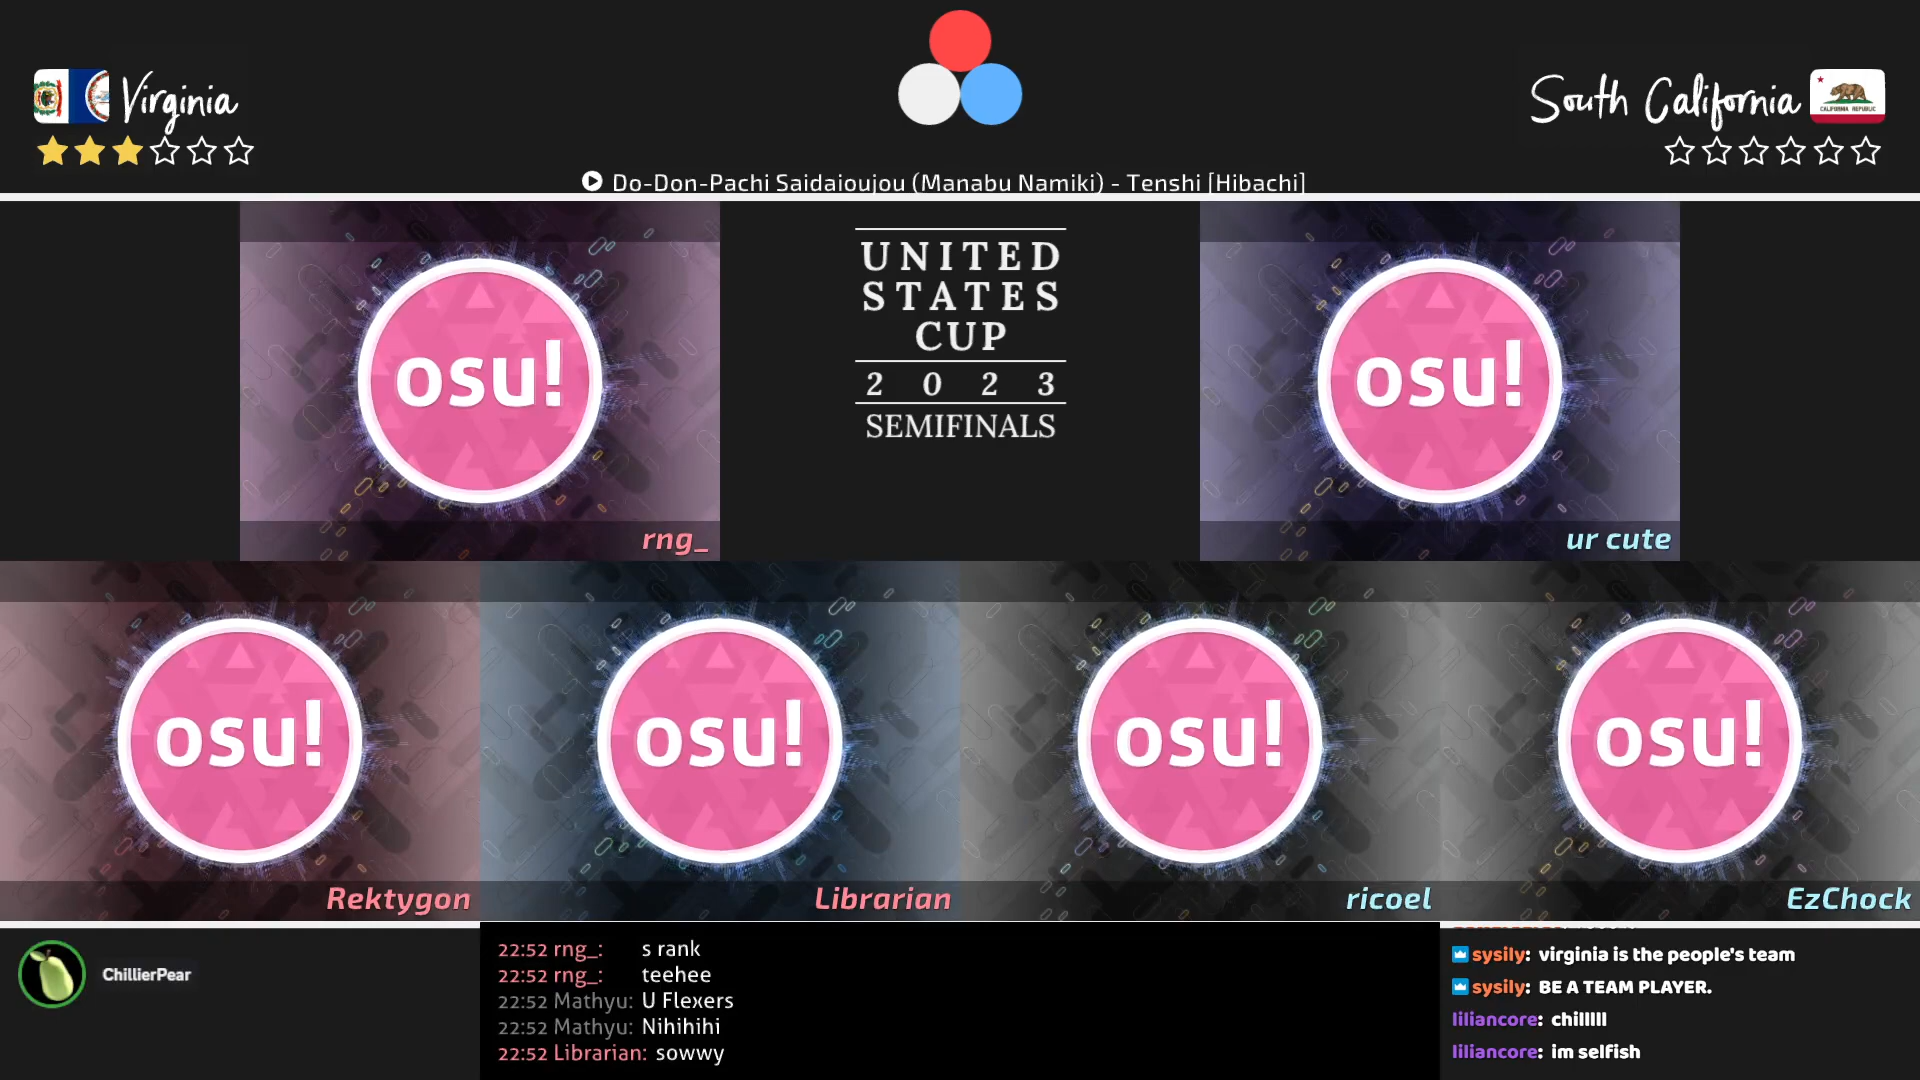 Virginia
South California
CALIFORNIA REPUBLIC
Do-Don-Pachi Saidaioujou (Manabu Namiki) - Tenshi [Hibachi]
UNITED
STATES
CUP
2 0 2 3
SEMIFINALS
osu!
rng_
osu!
ur cute
osu!
Rektygon
osu!
Librarian
osu!
ricoel
osu!
EzChock
ChillierPear
22:52 rng_: s rank
22:52 rng_: teehee
22:52 Mathyu: U Flexers
22:52 Mathyu: Nihihihi
22:52 Librarian: sowwy
sysily: virginia is the people's team
sysily: BE A TEAM PLAYER.
liliancore: chillllll
liliancore: im selfish